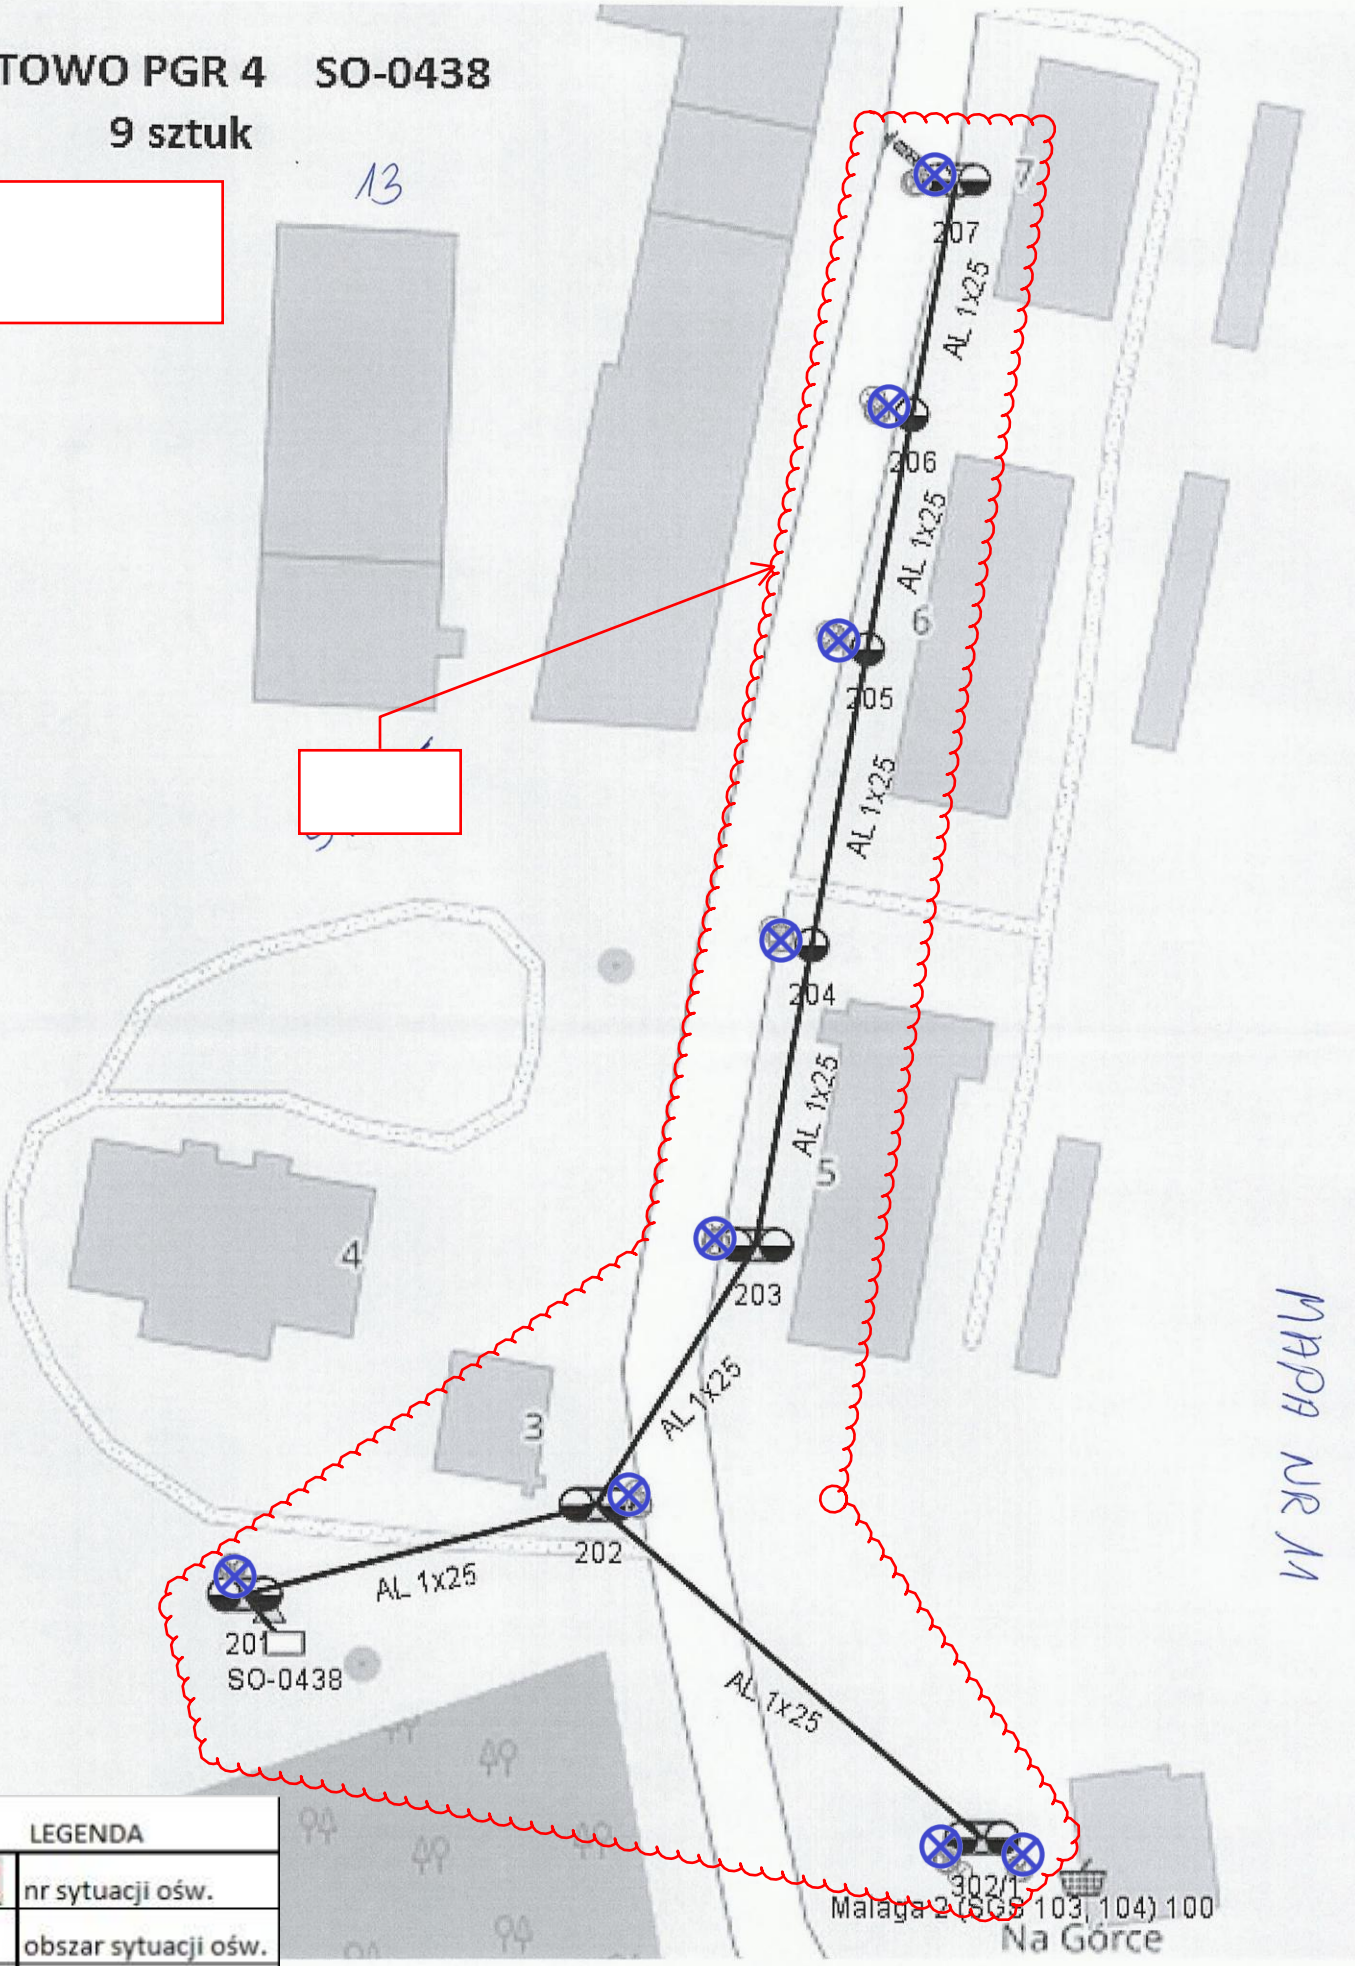 TOWO PGR 4 SO-0438
9 sztuk
13
7
207
AL 1x25
206
AL 1x25
6
205
AL 1x25
204
AL 1x25
5
4
203
AL 1x25
3
202
AL 1x25
201
SO-0438
AL 1x25
302/1
Malaga 2 (SGS 103, 104) 100
Na Górce
MAPA NR 11
LEGENDA
nr sytuacji ośw.
obszar sytuacji ośw.